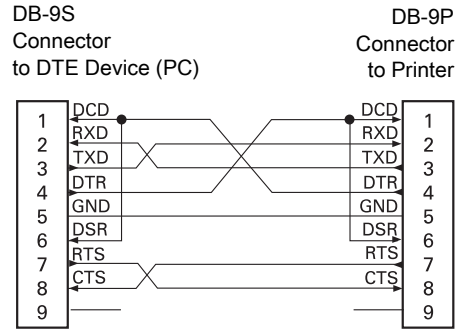 DB-9S
Connector
to DTE Device (PC)
DB-9P
Connector
to Printer
1 DCD DCD 1
2 RXD RXD 2
3 TXD TXD 3
4 DTR DTR 4
5 GND GND 5
6 DSR DSR 6
7 RTS RTS 7
8 CTS CTS 8
9 9